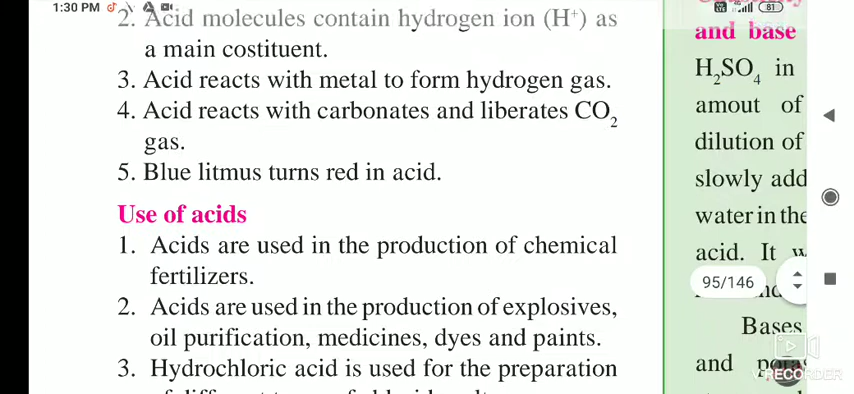 1:30 PM
2. Acid molecules contain hydrogen ion (H⁺) as
a main costituent.
3. Acid reacts with metal to form hydrogen gas.
4. Acid reacts with carbonates and liberates CO₂
gas.
5. Blue litmus turns red in acid.
Use of acids
1. Acids are used in the production of chemical
fertilizers.
2. Acids are used in the production of explosives,
oil purification, medicines, dyes and paints.
3. Hydrochloric acid is used for the preparation
81
and base
H₂SO₄ in
amout of
dilution of
slowly add
water in the
acid. It
95/146
Bases
and
RECORDER